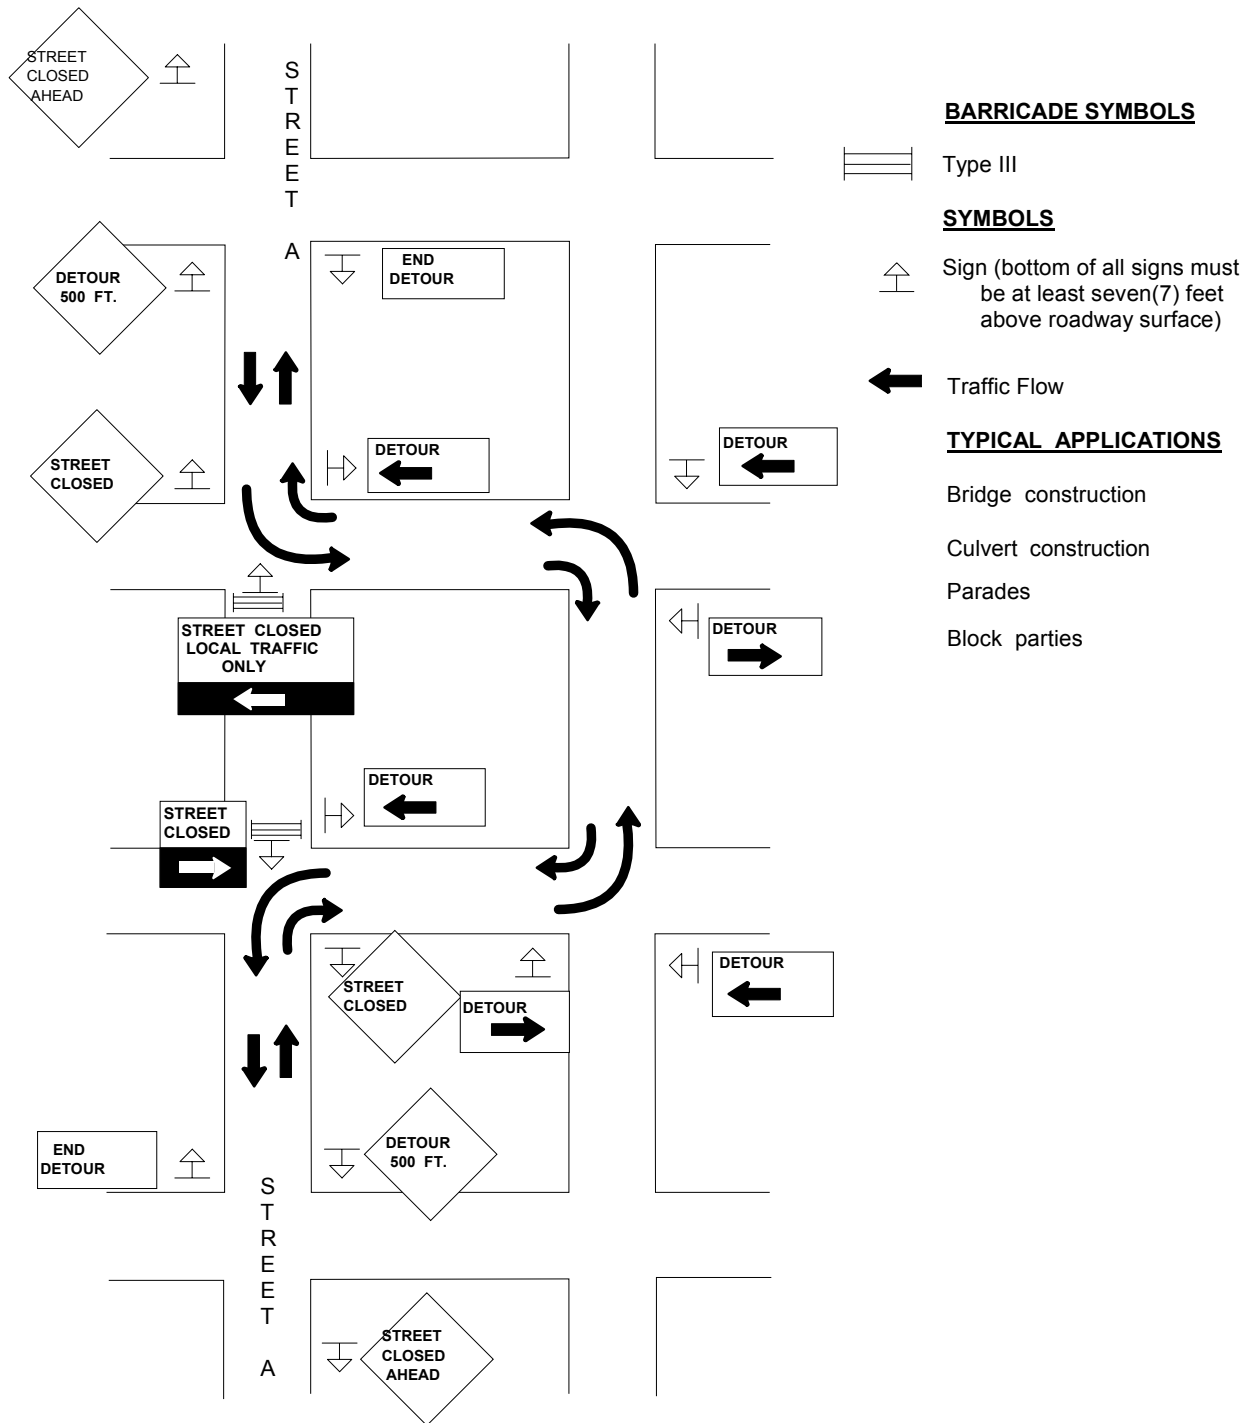 STREET
CLOSED
AHEAD
STREET A
BARRICADE SYMBOLS
Type III
SYMBOLS
Sign (bottom of all signs must
be at least seven(7) feet
above roadway surface)
Traffic Flow
TYPICAL APPLICATIONS
Bridge construction
Culvert construction
Parades
Block parties
DETOUR
500 FT.
END
DETOUR
STREET
CLOSED
DETOUR
DETOUR
STREET CLOSED
LOCAL TRAFFIC
ONLY
DETOUR
DETOUR
STREET
CLOSED
STREET
CLOSED
DETOUR
DETOUR
END
DETOUR
DETOUR
500 FT.
STREET A
STREET
CLOSED
AHEAD